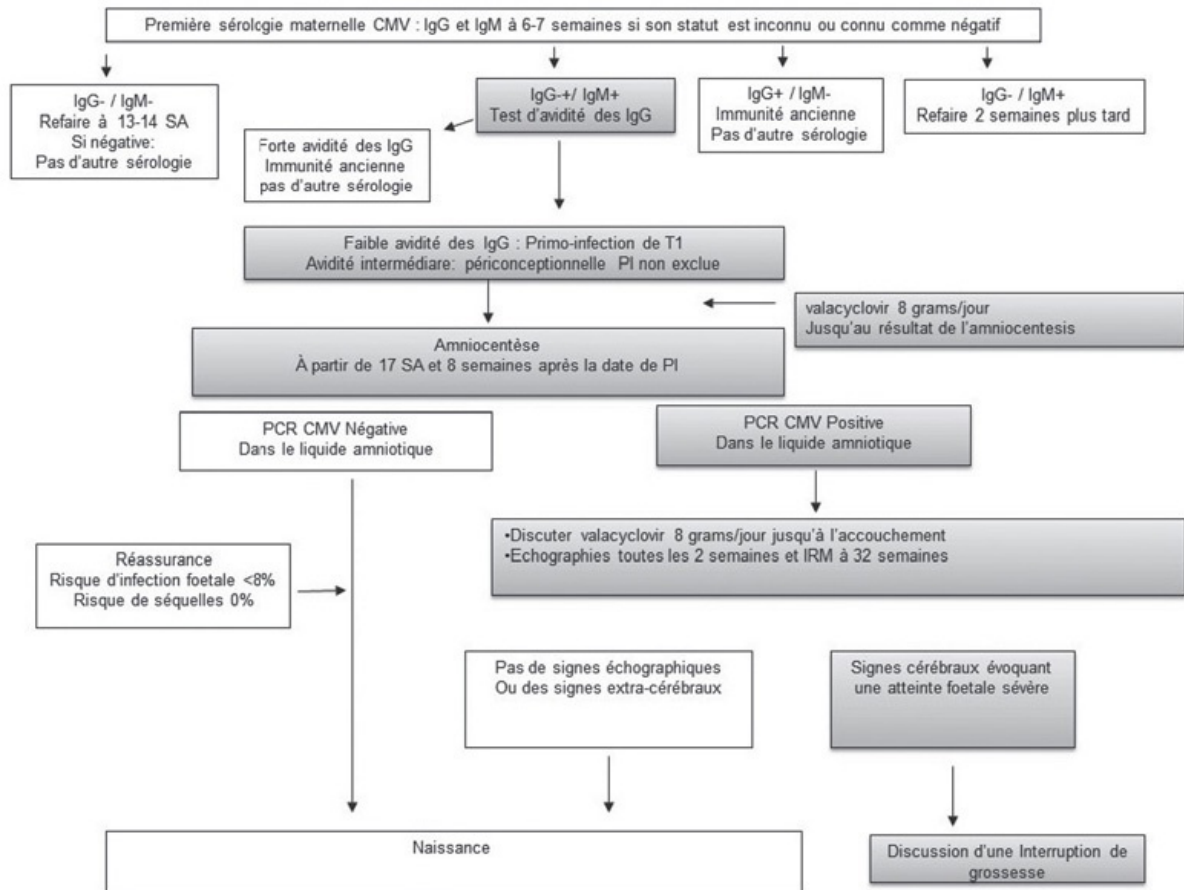 Première sérologie maternelle CMV : IgG et IgM à 6-7 semaines si son statut est inconnu ou connu comme négatif
IgG- / IgM-
Refaire à 13-14 SA
Si négative:
Pas d'autre sérologie
IgG-+/ IgM+
Test d'avidité des IgG
IgG+ / IgM-
Immunité ancienne
Pas d'autre sérologie
IgG- / IgM+
Refaire 2 semaines plus tard
Forte avidité des IgG
Immunité ancienne
pas d'autre sérologie
Faible avidité des IgG : Primo-infection de T1
Avidité intermédiare: périconceptionnelle PI non exclue
valacyclovir 8 grams/jour
Jusqu'au résultat de l'amniocentesis
Amniocentèse
À partir de 17 SA et 8 semaines après la date de PI
PCR CMV Négative
Dans le liquide amniotique
PCR CMV Positive
Dans le liquide amniotique
•Discuter valacyclovir 8 grams/jour jusqu'à l'accouchement
•Echographies toutes les 2 semaines et IRM à 32 semaines
Réassurance
Risque d'infection foetale <8%
Risque de séquelles 0%
Pas de signes échographiques
Ou des signes extra-cérébraux
Signes cérébraux évoquant
une atteinte foetale sévère
Naissance
Discussion d'une Interruption de
grossesse